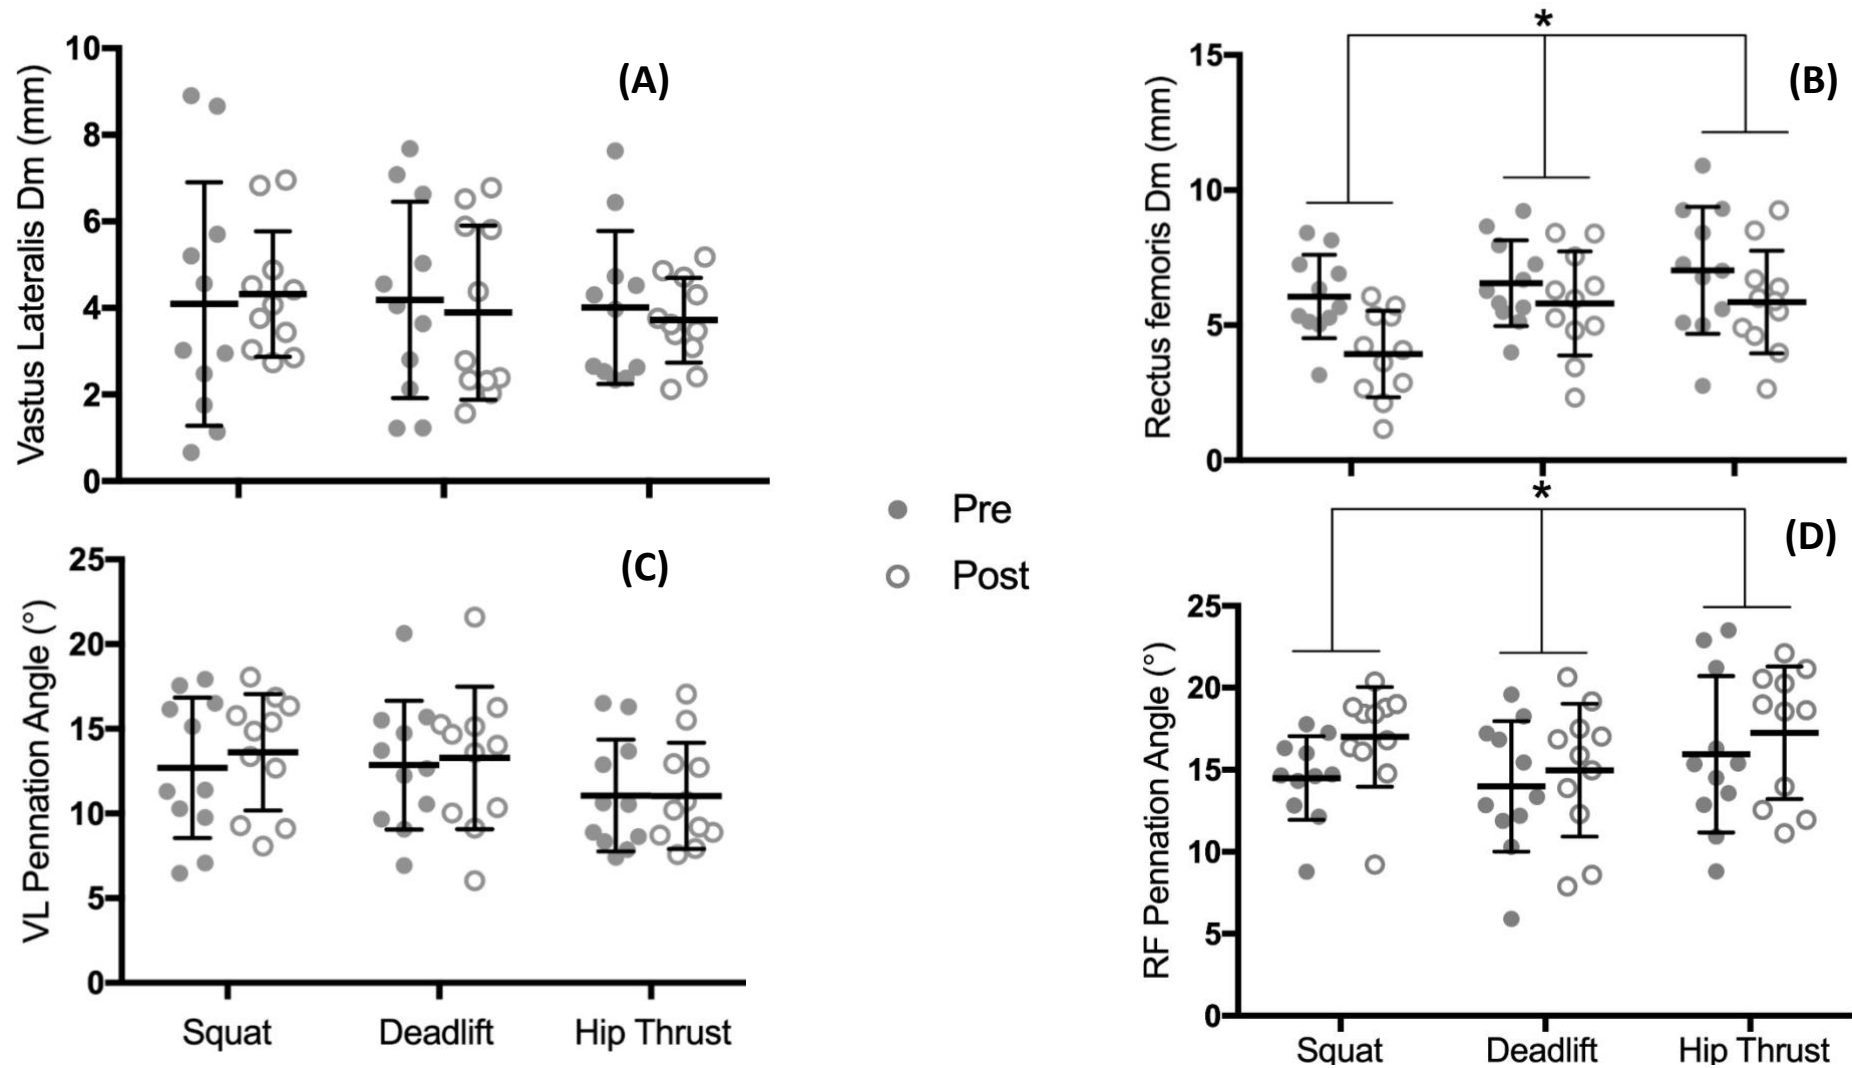 (A)
Vastus Lateralis Dm (mm)
10
8
6
4
2
0
*
(B)
Rectus femoris Dm (mm)
15
10
5
0
Pre
Post
(C)
VL Pennation Angle (°)
25
20
15
10
5
0
Squat
Deadlift
Hip Thrust
*
(D)
RF Pennation Angle (°)
25
20
15
10
5
0
Squat
Deadlift
Hip Thrust